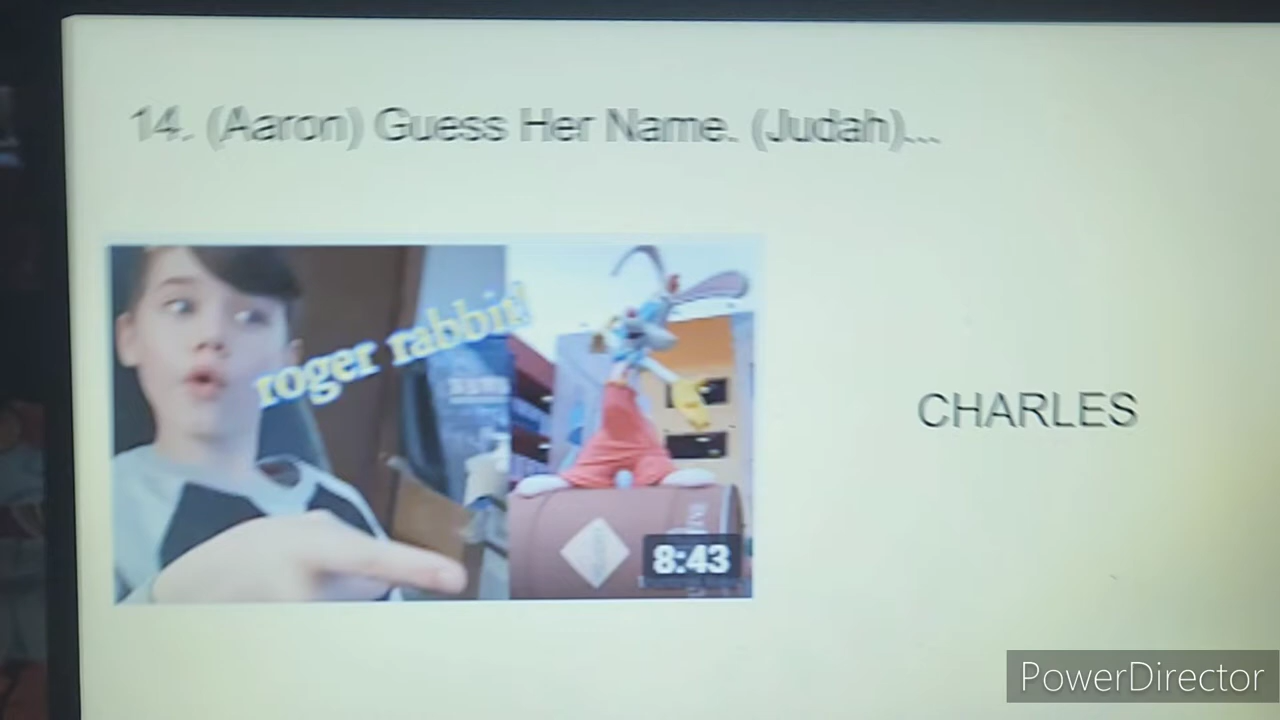 14. (Aaron) Guess Her Name. (Judah)...
roger rabbit!
CHARLES
8:43
PowerDirector